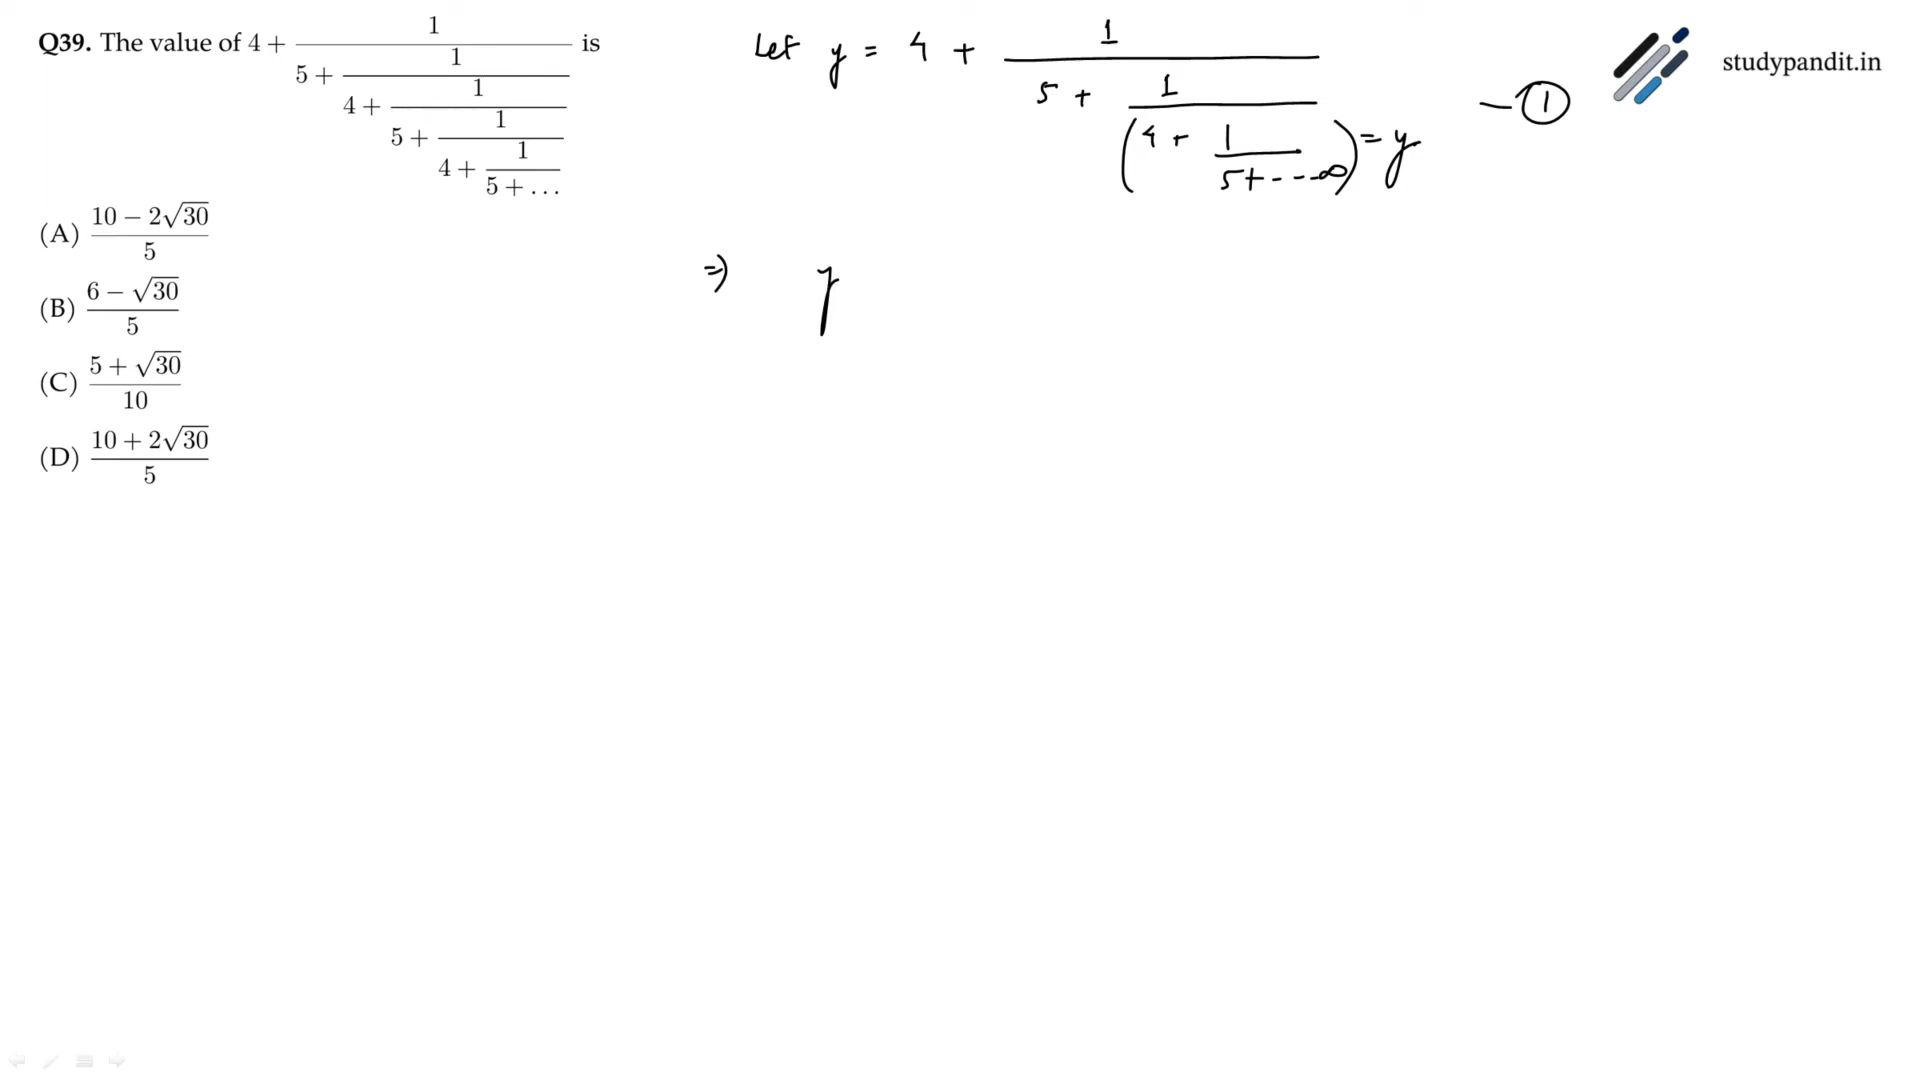 Q39. The value of 4 + 1/(5 + 1/(4 + 1/(5 + 1/(4 + 1/(5 + ...))))) is
(A) (10 − 2√30)/5
(B) (6 − √30)/5
(C) (5 + √30)/10
(D) (10 + 2√30)/5
Let y = 4 + 1/(5 + 1/(4 + 1/(5 + - - - ∞)) = y) — ①
⇒ y
studypandit.in